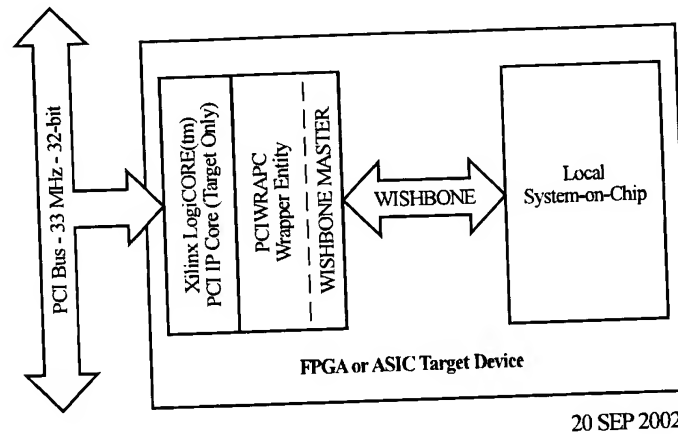 PCI Bus - 33 MHz - 32-bit
Xilinx LogiCORE(tm)
PCI IP Core (Target Only)
PCIWRAPC
Wrapper Entity
WISHBONE MASTER
WISHBONE
Local
System-on-Chip
FPGA or ASIC Target Device
20 SEP 2002